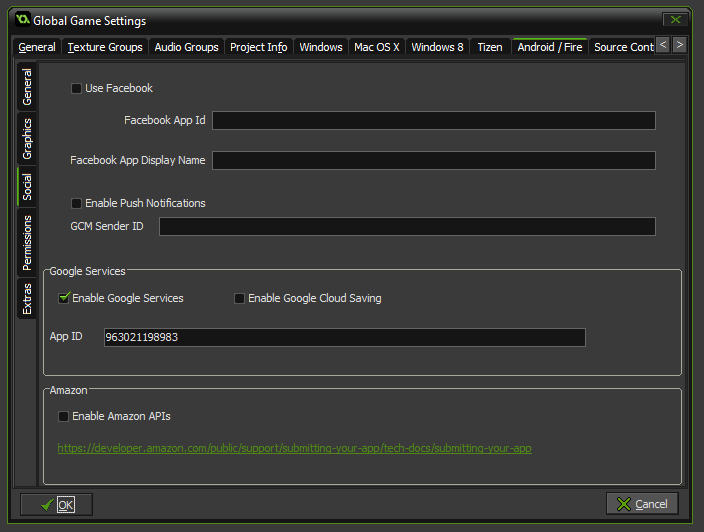 Global Game Settings
General Texture Groups Audio Groups Project Info Windows Mac OS X Windows 8 Tizen Android / Fire Source Cont < >
General
Graphics
Social
Permissions
Extras
Use Facebook
Facebook App Id
Facebook App Display Name
Enable Push Notifications
GCM Sender ID
Google Services
Enable Google Services Enable Google Cloud Saving
App ID 963021198983
Amazon
Enable Amazon APIs
https://developer.amazon.com/public/support/submitting-your-app/tech-docs/submitting-your-app
OK Cancel